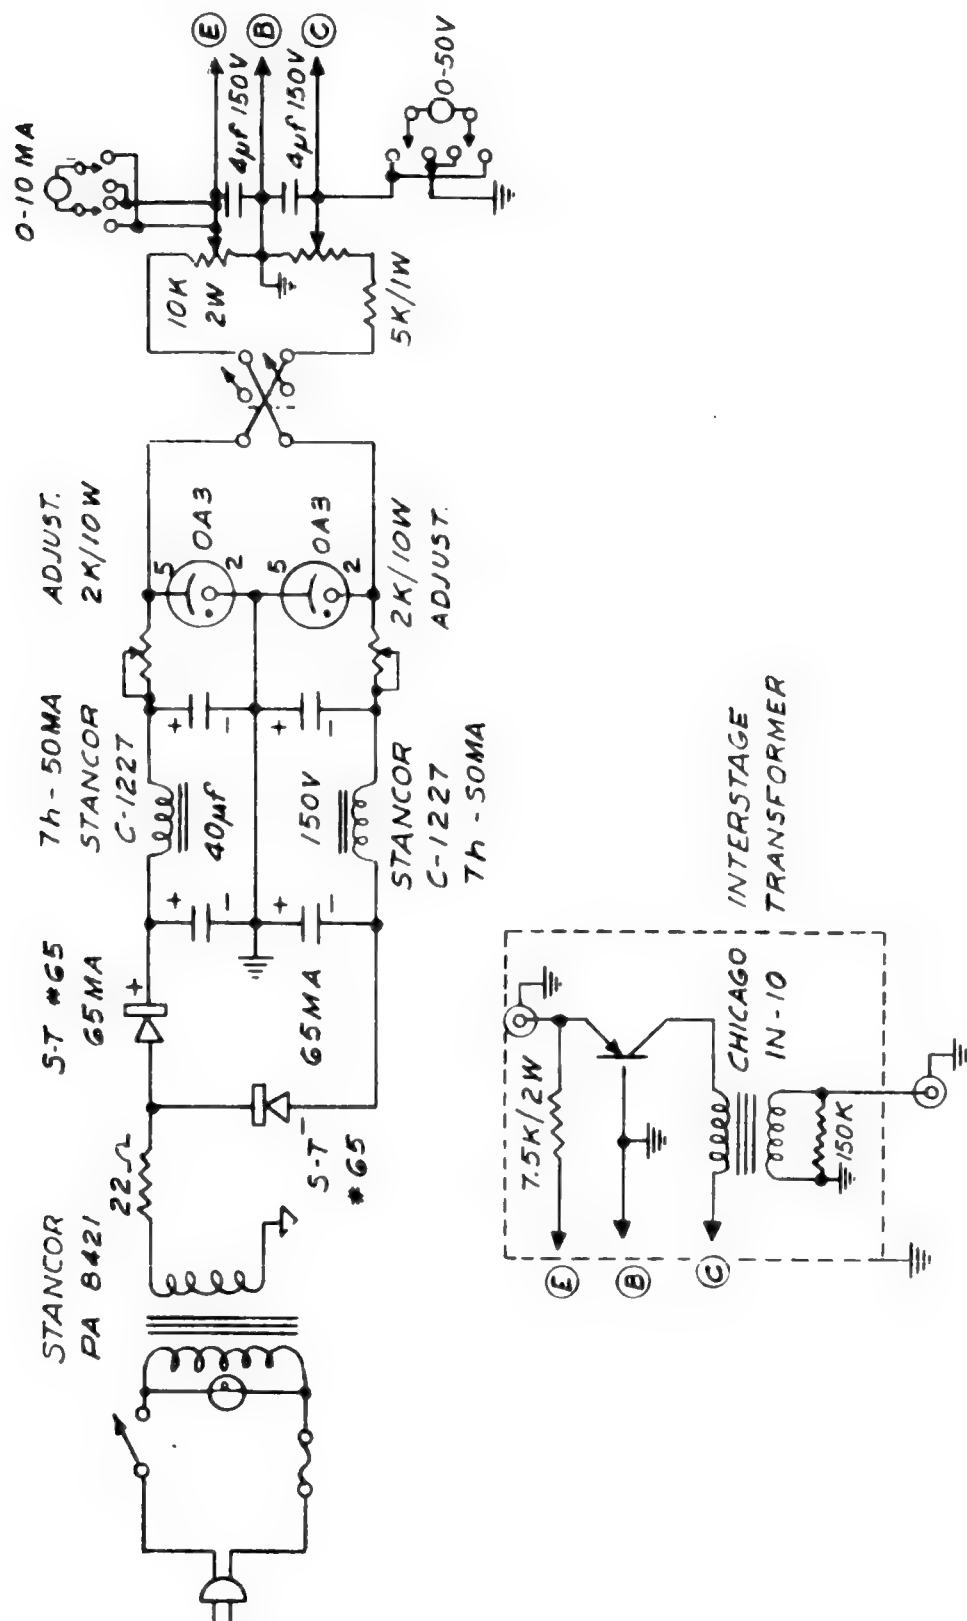 STANCOR
PA 8421
22Ω
S-T #65
65MA
S-T
#65
65MA
+
−
7h-50MA
STANCOR
C-1227
+
−
+
−
40μf
150V
+
−
+
−
STANCOR
C-1227
7h-50MA
ADJUST.
2K/10W
5
OA3
2
5
OA3
2
2K/10W
ADJUST.
10K
2W
5K/1W
0-10MA
4μf 150V
4μf 150V
E
B
C
0-50V
P
E
B
C
7.5K/2W
CHICAGO
IN-10
150K
INTERSTAGE
TRANSFORMER